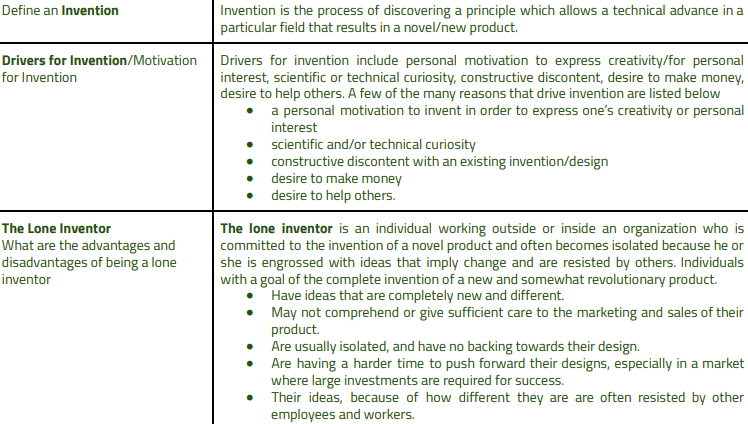 Define an Invention
Invention is the process of discovering a principle which allows a technical advance in a
particular field that results in a novel/new product.
Drivers for Invention/Motivation
for Invention
Drivers for invention include personal motivation to express creativity/for personal
interest, scientific or technical curiosity, constructive discontent, desire to make money,
desire to help others. A few of the many reasons that drive invention are listed below
● a personal motivation to invent in order to express one's creativity or personal
interest
● scientific and/or technical curiosity
● constructive discontent with an existing invention/design
● desire to make money
● desire to help others.
The Lone Inventor
What are the advantages and
disadvantages of being a lone
inventor
The lone inventor is an individual working outside or inside an organization who is
committed to the invention of a novel product and often becomes isolated because he or
she is engrossed with ideas that imply change and are resisted by others. Individuals
with a goal of the complete invention of a new and somewhat revolutionary product.
● Have ideas that are completely new and different.
● May not comprehend or give sufficient care to the marketing and sales of their
product.
● Are usually isolated, and have no backing towards their design.
● Are having a harder time to push forward their designs, especially in a market
where large investments are required for success.
● Their ideas, because of how different they are are often resisted by other
employees and workers.